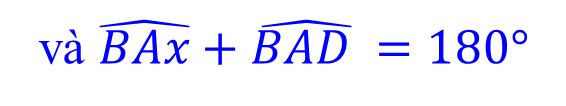 và $\widehat{BAx} + \widehat{BAD} = 180°$